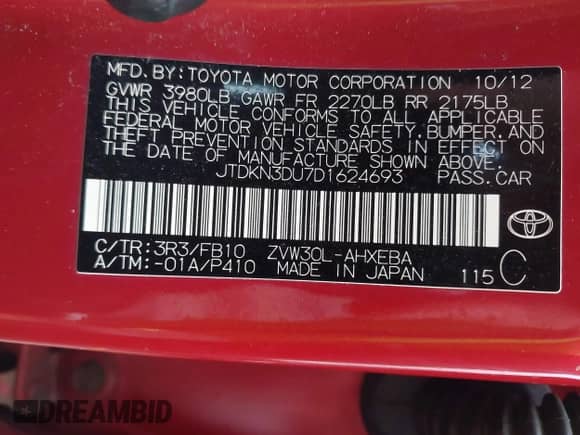 MFD. BY: TOYOTA MOTOR CORPORATION 10/12
GVWR 3980LB GAWR FR 2270LB RR 2175LB
THIS VEHICLE CONFORMS TO ALL APPLICABLE
FEDERAL MOTOR VEHICLE SAFETY, BUMPER, AND
THEFT PREVENTION STANDARDS IN EFFECT ON
THE DATE OF MANUFACTURE SHOWN ABOVE.
JTDKN3DU7D1624693 PASS. CAR
C/TR: 3R3/FB10 ZVW30L-AHXEBA
A/TM: -01A/P410 MADE IN JAPAN 115 C
DREAMBID